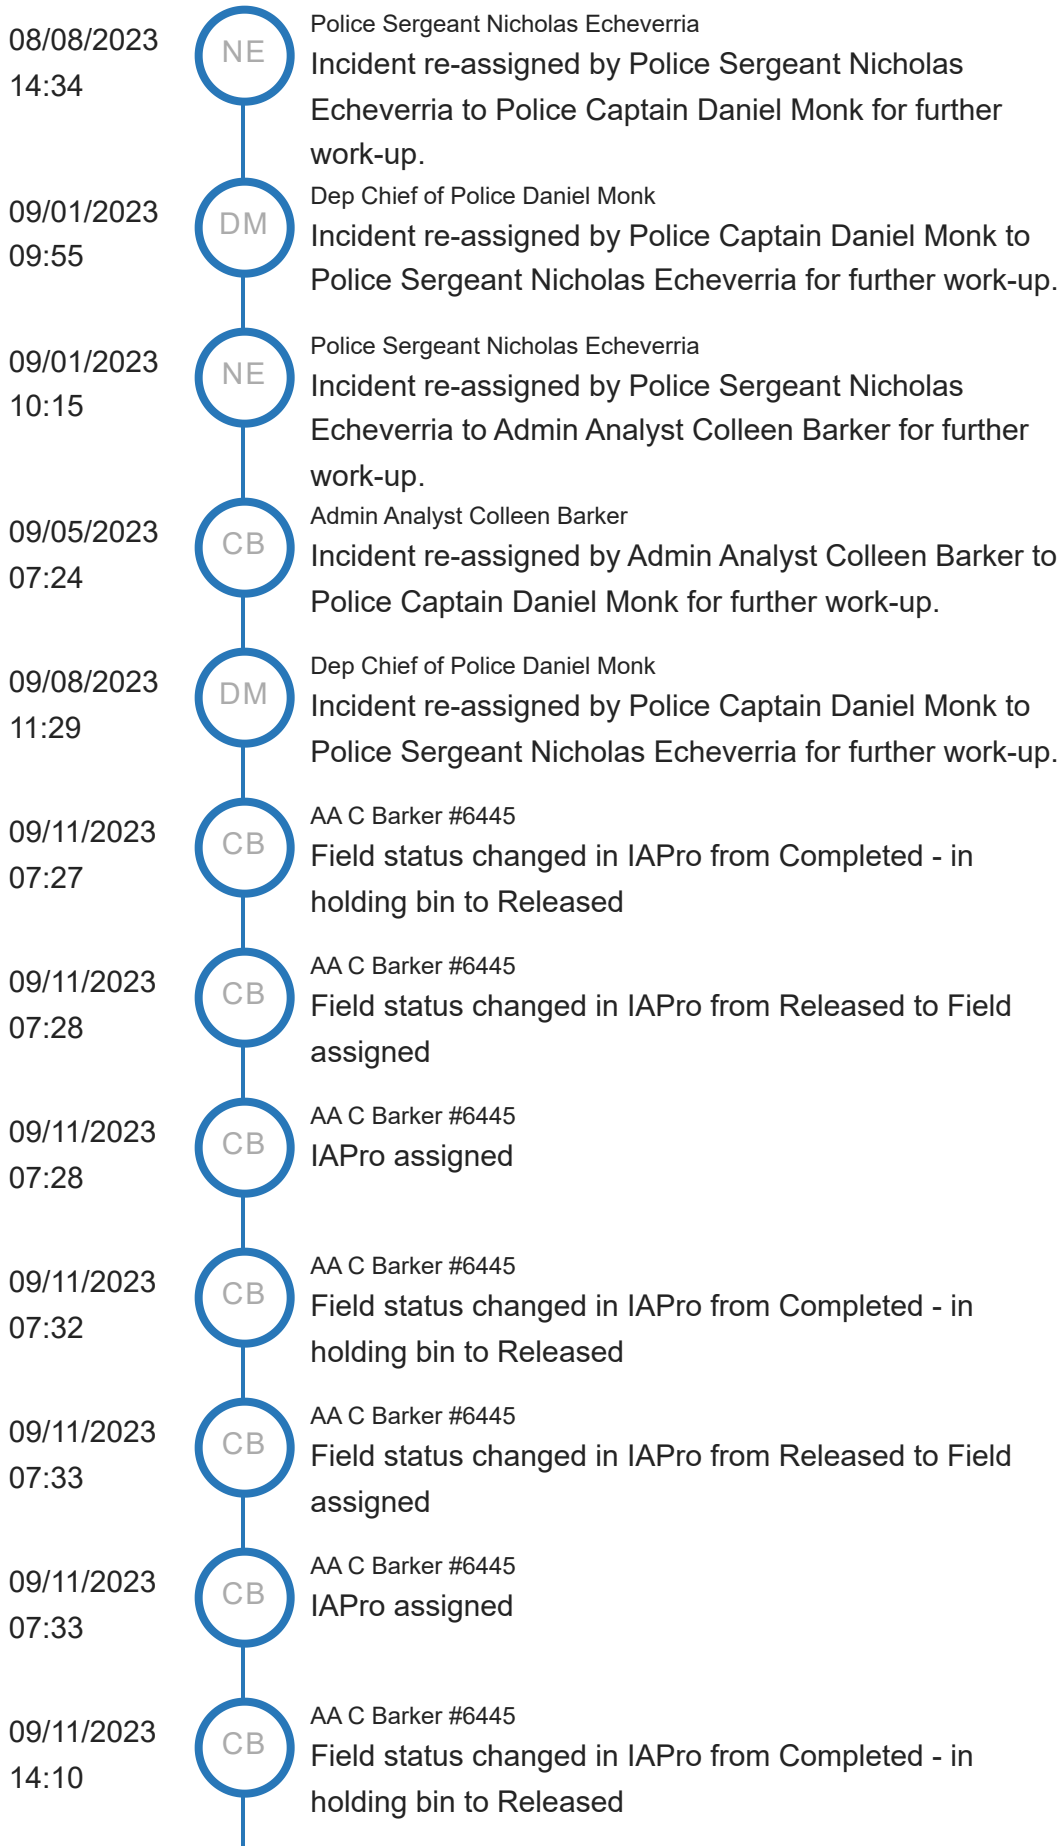 08/08/2023
14:34
NE
Police Sergeant Nicholas Echeverria
Incident re-assigned by Police Sergeant Nicholas
Echeverria to Police Captain Daniel Monk for further
work-up.
09/01/2023
09:55
DM
Dep Chief of Police Daniel Monk
Incident re-assigned by Police Captain Daniel Monk to
Police Sergeant Nicholas Echeverria for further work-up.
09/01/2023
10:15
NE
Police Sergeant Nicholas Echeverria
Incident re-assigned by Police Sergeant Nicholas
Echeverria to Admin Analyst Colleen Barker for further
work-up.
09/05/2023
07:24
CB
Admin Analyst Colleen Barker
Incident re-assigned by Admin Analyst Colleen Barker to
Police Captain Daniel Monk for further work-up.
09/08/2023
11:29
DM
Dep Chief of Police Daniel Monk
Incident re-assigned by Police Captain Daniel Monk to
Police Sergeant Nicholas Echeverria for further work-up.
09/11/2023
07:27
CB
AA C Barker #6445
Field status changed in IAPro from Completed - in
holding bin to Released
09/11/2023
07:28
CB
AA C Barker #6445
Field status changed in IAPro from Released to Field
assigned
09/11/2023
07:28
CB
AA C Barker #6445
IAPro assigned
09/11/2023
07:32
CB
AA C Barker #6445
Field status changed in IAPro from Completed - in
holding bin to Released
09/11/2023
07:33
CB
AA C Barker #6445
Field status changed in IAPro from Released to Field
assigned
09/11/2023
07:33
CB
AA C Barker #6445
IAPro assigned
09/11/2023
14:10
CB
AA C Barker #6445
Field status changed in IAPro from Completed - in
holding bin to Released